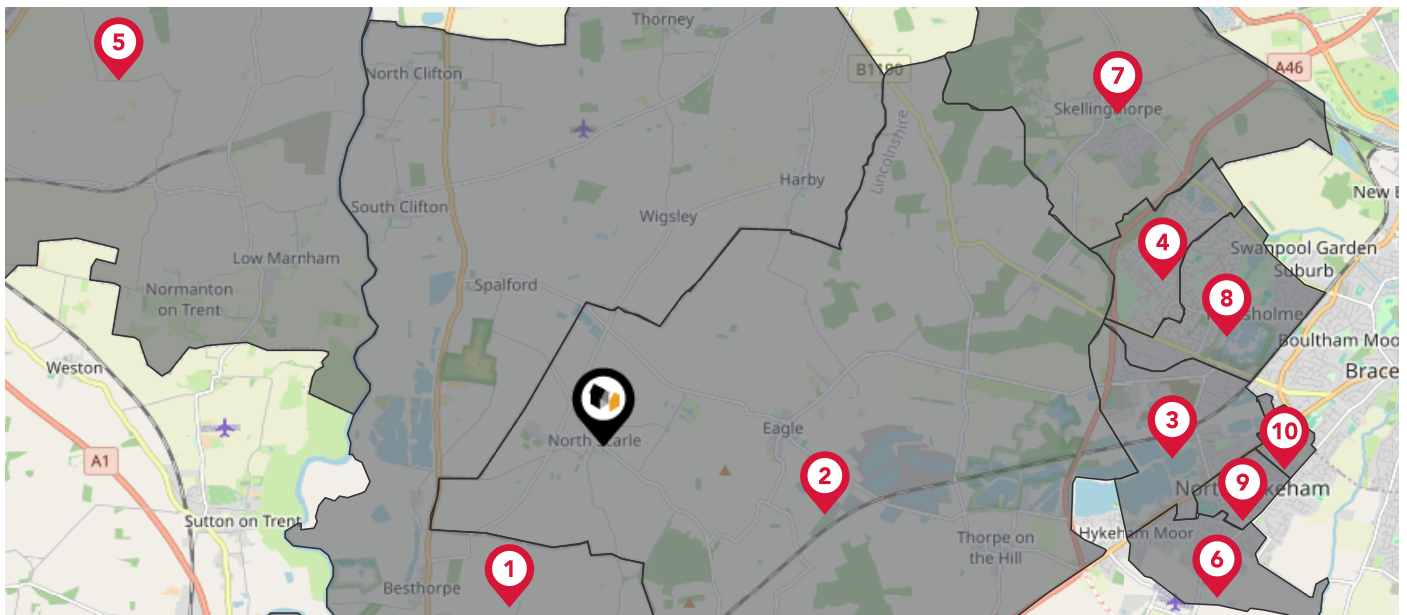 Thorney
5
North Clifton
B1190
A46
7
Skellingthorpe
Lincolnshire
Harby
New
South Clifton
Wigsley
4
Swanpool Garden
Suburb
Low Marnham
Spalford
Normanton
on Trent
8
Boultham Moo
Weston
Brace
3
North Scarle
Eagle
10
A1
2
9
North Hykeham
Sutton on Trent
Hykeham Moor
Thorpe on
the Hill
1
6
Besthorpe